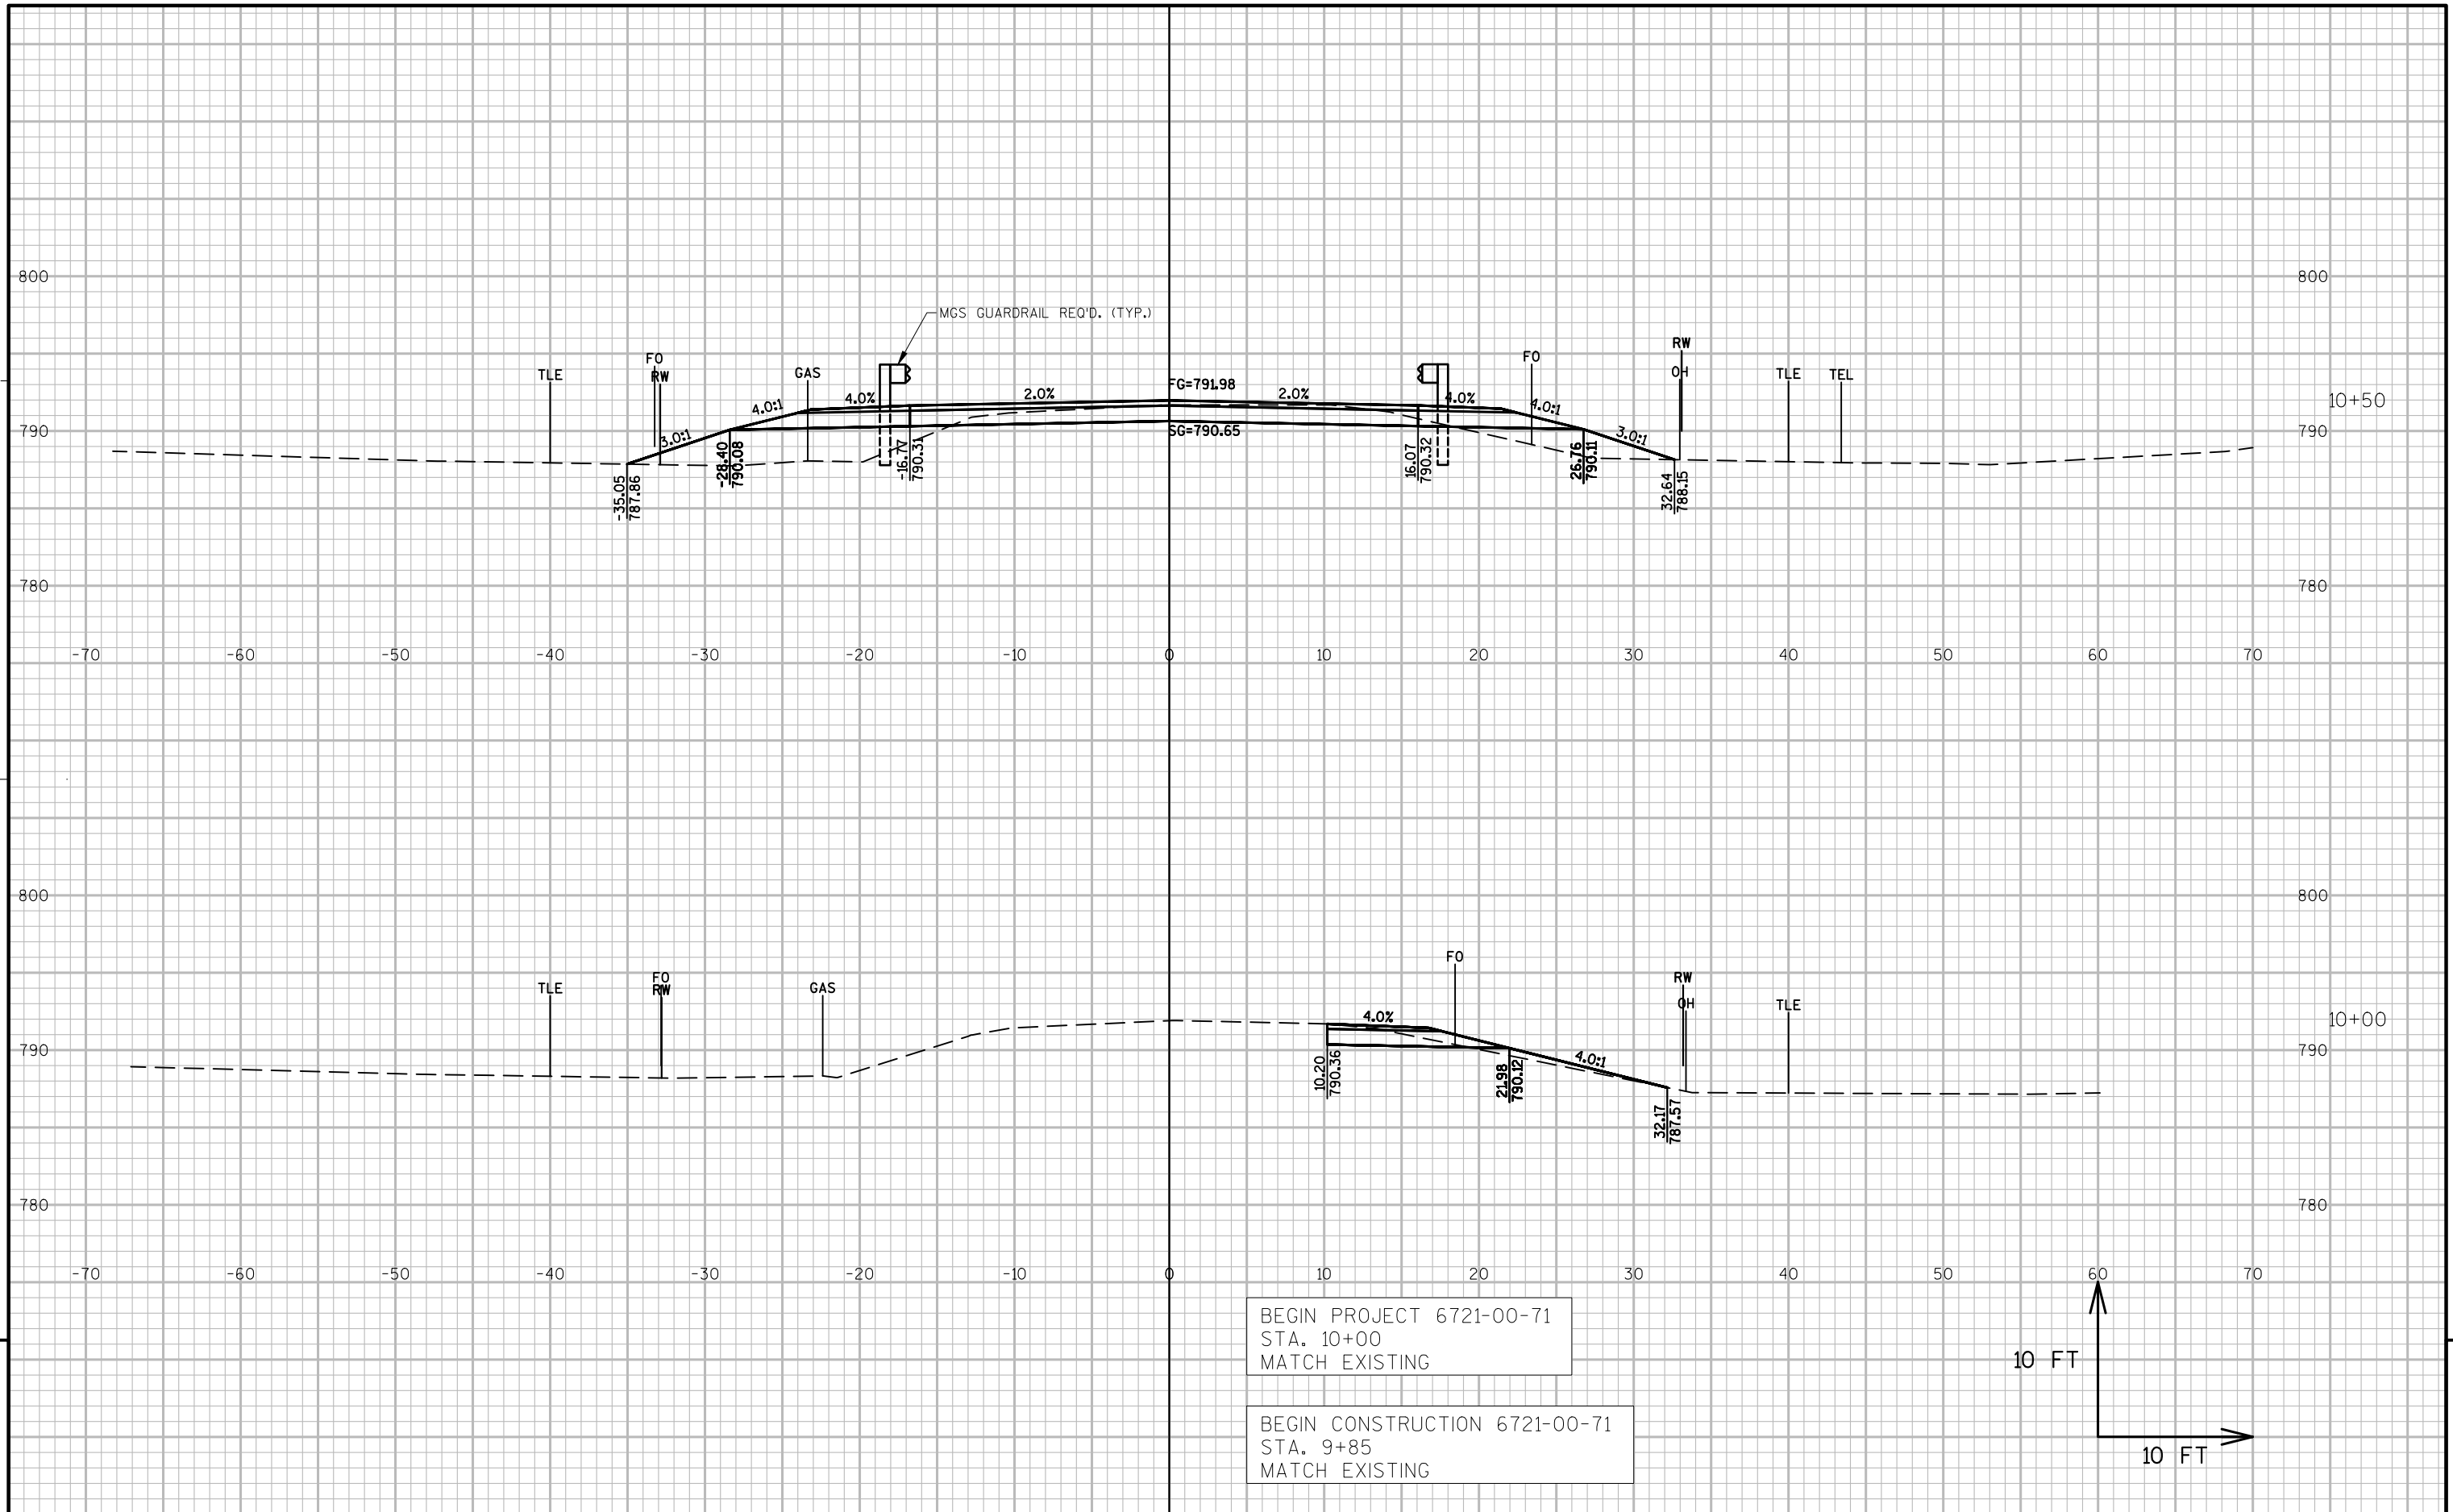 800
800
MGS GUARDRAIL REQ'D. (TYP.)
RW
FO
FO
TLE
RW
GAS
OH
TLE
TEL
FG=791.98
4.0:1
4.0%
2.0%
2.0%
4.0%
4.0:1
10+50
790
3.0:1
SG=790.65
3.0:1
790
-35.05
787.86
-28.40
790.08
-16.77
790.31
16.07
790.32
26.76
790.11
32.64
788.15
780
780
-70
-60
-50
-40
-30
-20
-10
0
10
20
30
40
50
60
70
800
800
FO
FO
RW
TLE
RW
GAS
OH
TLE
4.0%
10+00
790
4.0:1
790
10.20
790.36
21.98
790.12
32.17
787.57
780
780
-70
-60
-50
-40
-30
-20
-10
0
10
20
30
40
50
60
70
BEGIN PROJECT 6721-00-71
STA. 10+00
MATCH EXISTING
BEGIN CONSTRUCTION 6721-00-71
STA. 9+85
MATCH EXISTING
10 FT
10 FT